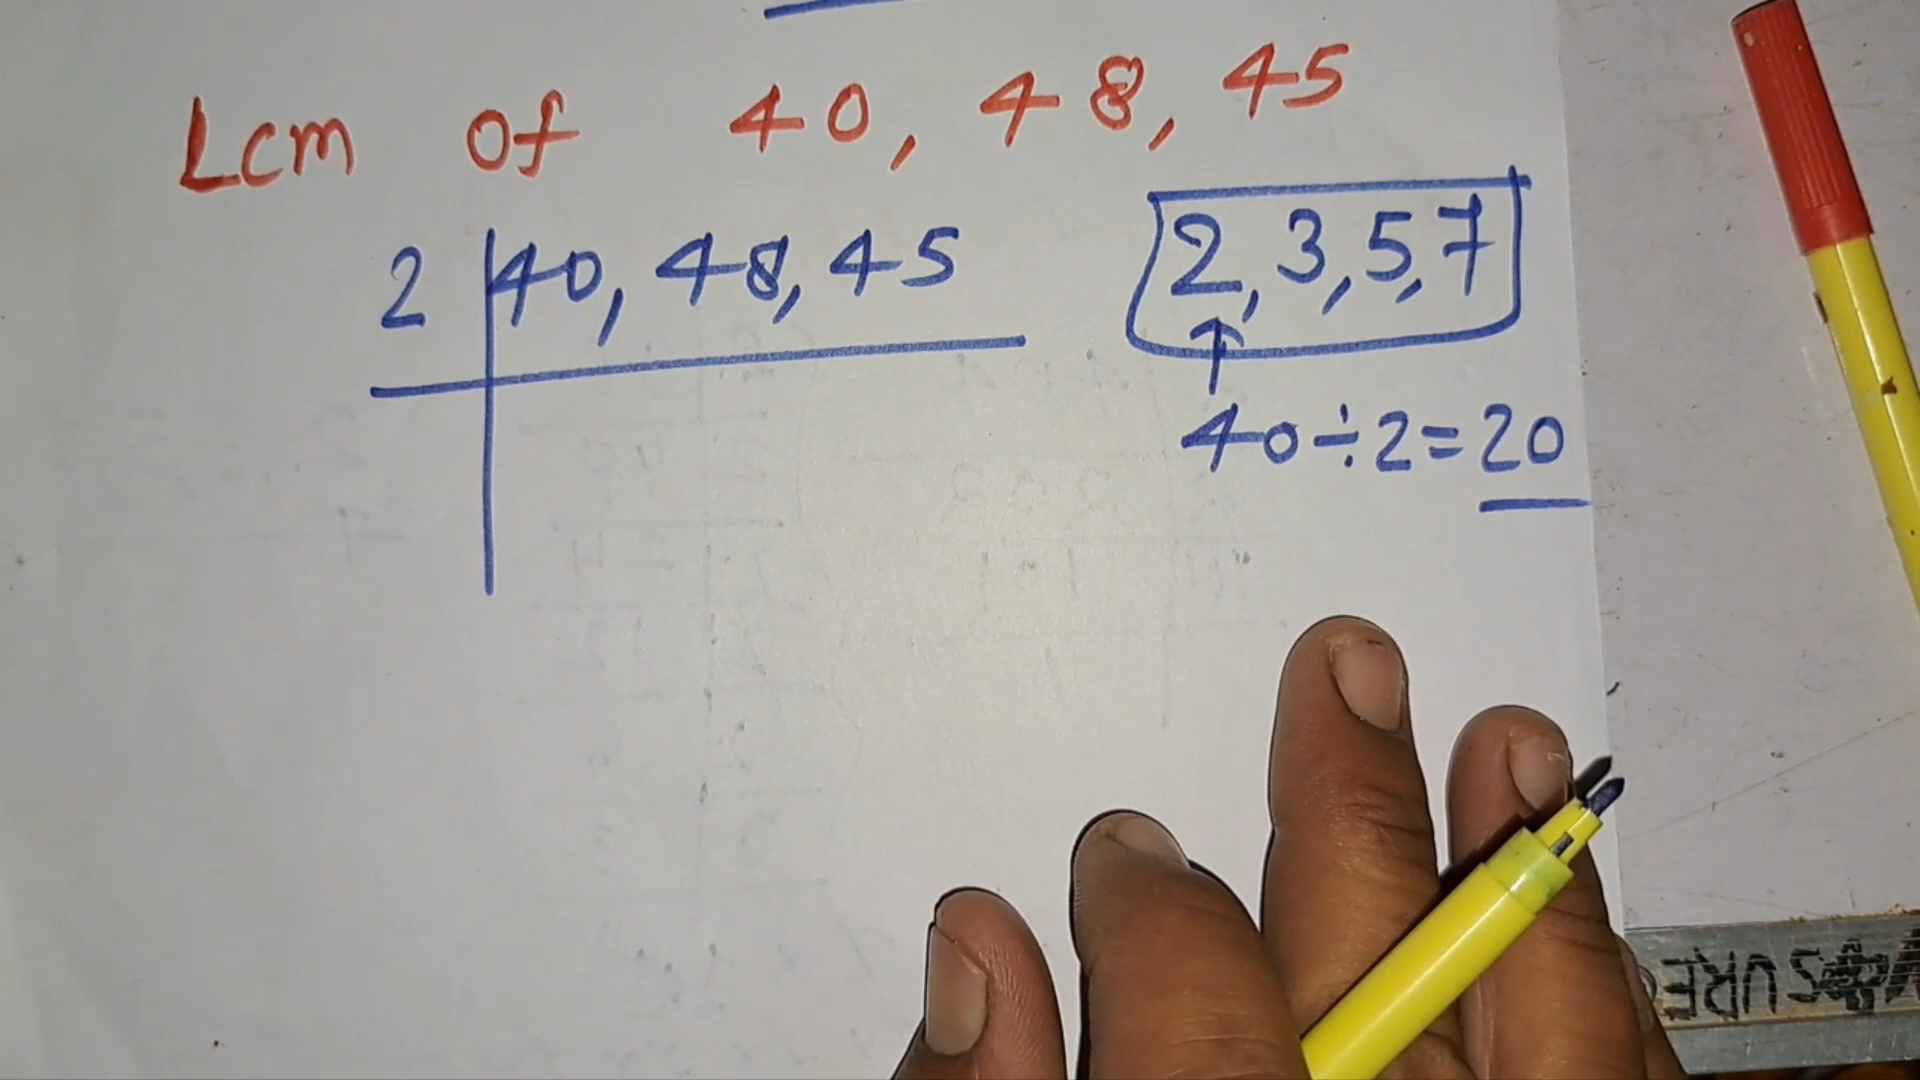 Lcm of 40, 48, 45
2 40, 48, 45
2, 3, 5, 7
40÷2=20